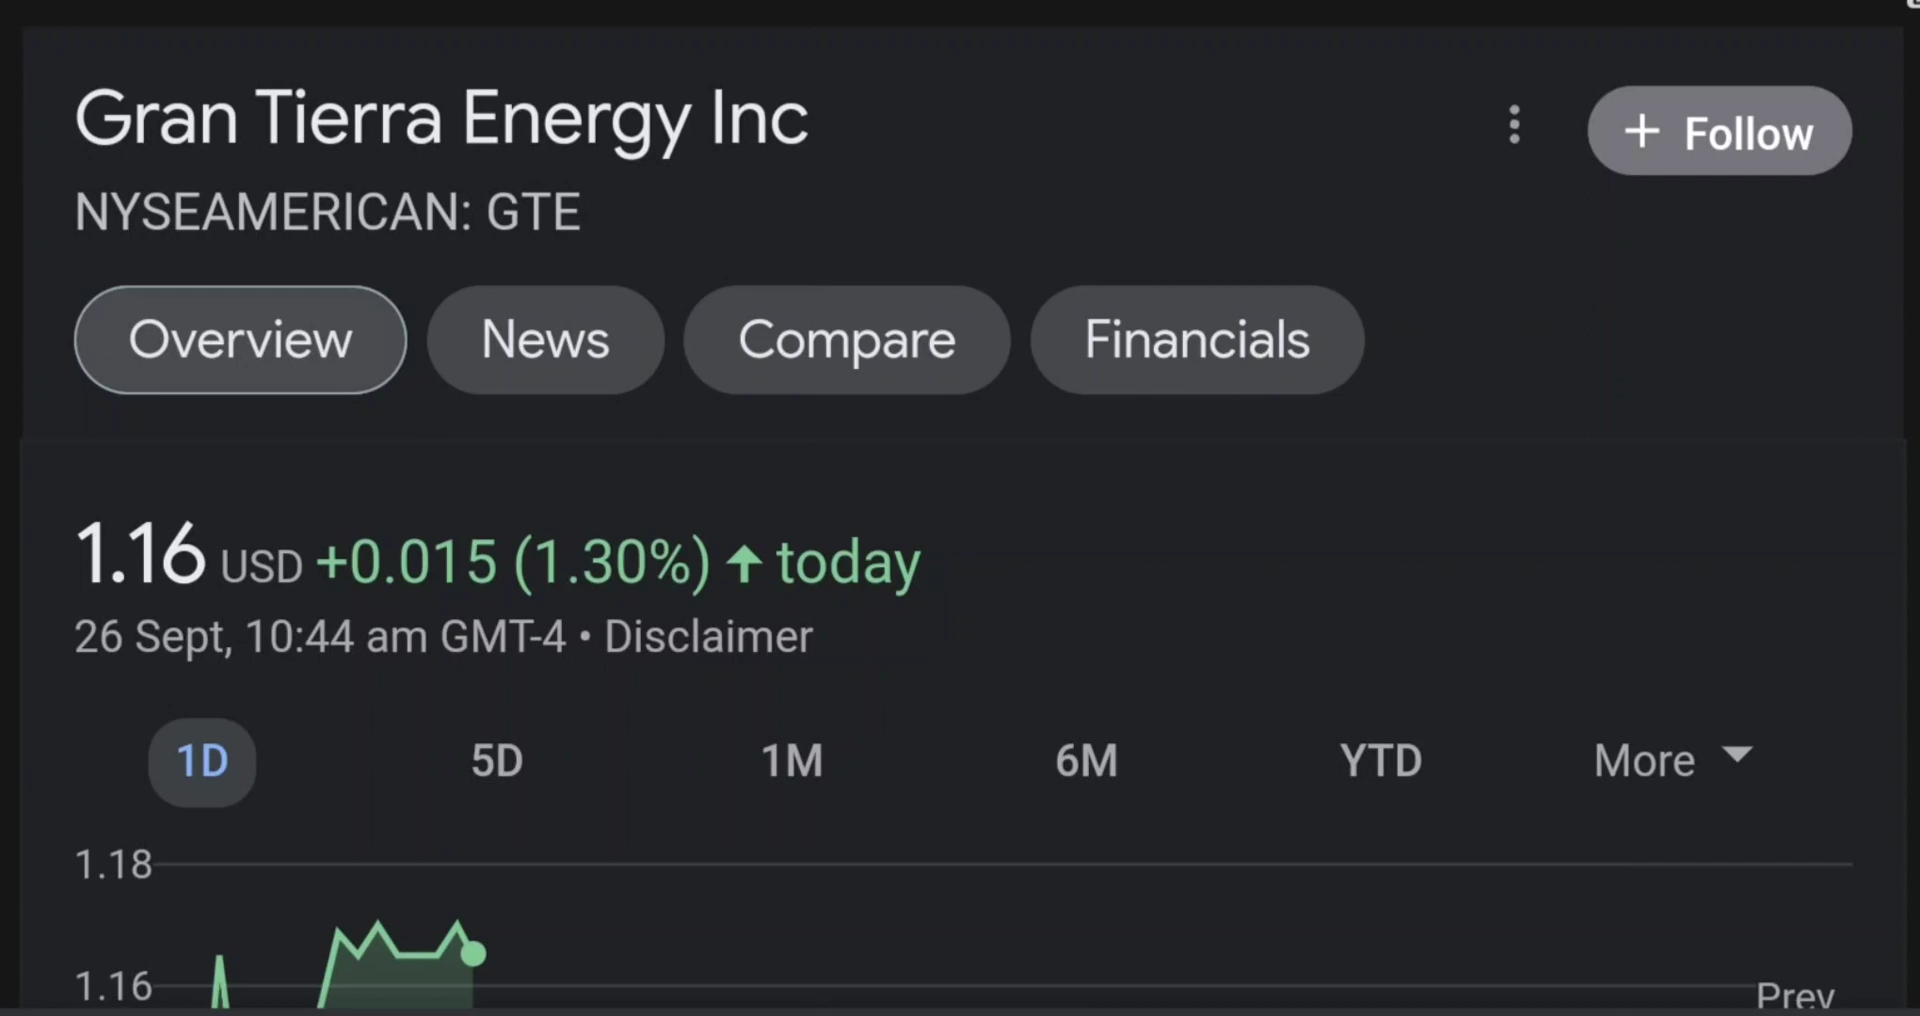 Gran Tierra Energy Inc
+ Follow
NYSEAMERICAN: GTE
Overview News Compare Financials
1.16 USD +0.015 (1.30%) ↑ today
26 Sept, 10:44 am GMT-4 • Disclaimer
1D 5D 1M 6M YTD More
1.18
1.16
Prev